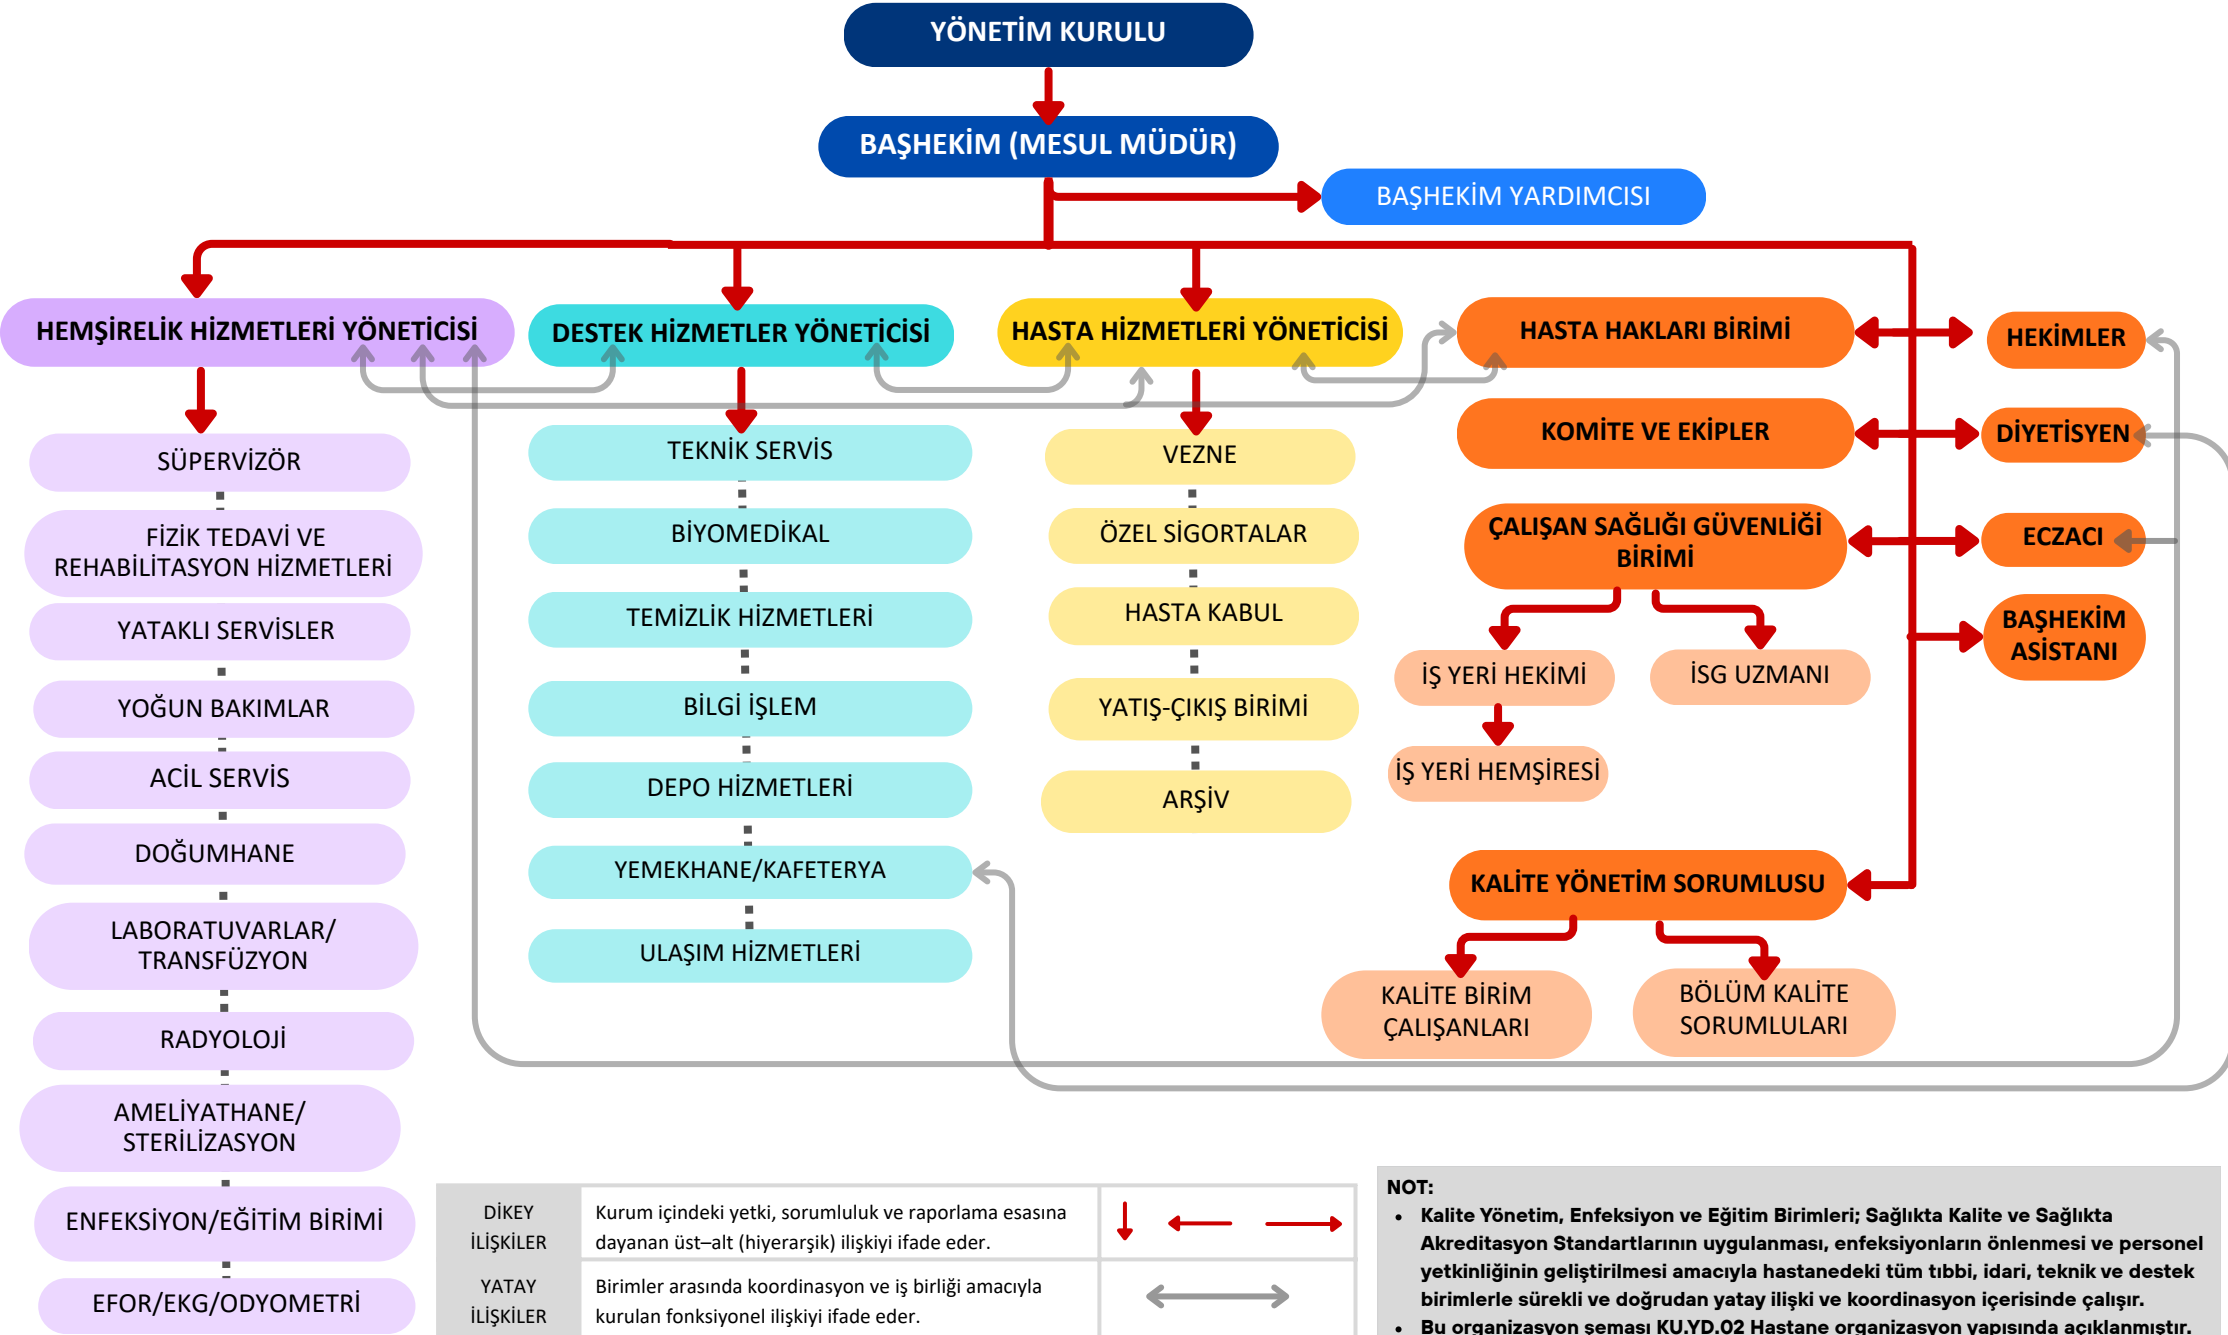 YÖNETİM KURULU
BAŞHEKİM (MESUL MÜDÜR)
BAŞHEKİM YARDIMCISI
HEMŞİRELİK HİZMETLERİ YÖNETİCİSİ
SÜPERVİZÖR
FİZİK TEDAVİ VE
REHABİLİTASYON HİZMETLERİ
YATAKLI SERVİSLER
YOĞUN BAKIMLAR
ACİL SERVİS
DOĞUMHANE
LABORATUVARLAR/
TRANSFÜZYON
RADYOLOJİ
AMELİYATHANE/
STERİLİZASYON
ENFEKSİYON/EĞİTİM BİRİMİ
EFOR/EKG/ODYOMETRİ
DESTEK HİZMETLER YÖNETİCİSİ
TEKNİK SERVİS
BİYOMEDİKAL
TEMİZLİK HİZMETLERİ
BİLGİ İŞLEM
DEPO HİZMETLERİ
YEMEKHANE/KAFETERYA
ULAŞIM HİZMETLERİ
HASTA HİZMETLERİ YÖNETİCİSİ
VEZNE
ÖZEL SİGORTALAR
HASTA KABUL
YATIŞ-ÇIKIŞ BİRİMİ
ARŞİV
HASTA HAKLARI BİRİMİ
KOMİTE VE EKİPLER
ÇALIŞAN SAĞLIĞI GÜVENLİĞİ
BİRİMİ
İŞ YERİ HEKİMİ
İSG UZMANI
İŞ YERİ HEMŞİRESİ
KALİTE YÖNETİM SORUMLUSU
KALİTE BİRİM
ÇALIŞANLARI
BÖLÜM KALİTE
SORUMLULARI
HEKİMLER
DİYETİSYEN
ECZACI
BAŞHEKİM
ASİSTANI
DİKEY
İLİŞKİLER
Kurum içindeki yetki, sorumluluk ve raporlama esasına
dayanan üst–alt (hiyerarşik) ilişkiyi ifade eder.
YATAY
İLİŞKİLER
Birimler arasında koordinasyon ve iş birliği amacıyla
kurulan fonksiyonel ilişkiyi ifade eder.
NOT:
• Kalite Yönetim, Enfeksiyon ve Eğitim Birimleri; Sağlıkta Kalite ve Sağlıkta
Akreditasyon Standartlarının uygulanması, enfeksiyonların önlenmesi ve personel
yetkinliğinin geliştirilmesi amacıyla hastanedeki tüm tıbbi, idari, teknik ve destek
birimlerle sürekli ve doğrudan yatay ilişki ve koordinasyon içerisinde çalışır.
• Bu organizasyon şeması KU.YD.02 Hastane organizasyon yapısında açıklanmıştır.